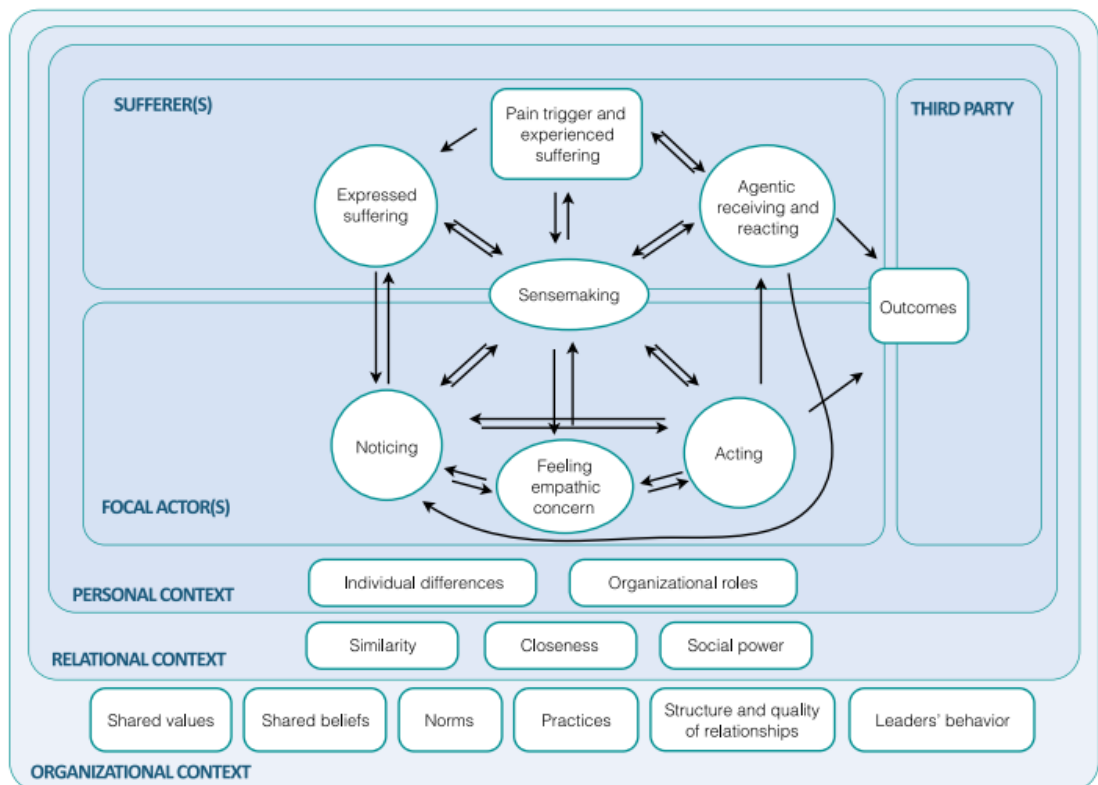 SUFFERER(S)
THIRD PARTY
Pain trigger and
experienced
suffering
Expressed
suffering
Agentic
receiving and
reacting
Sensemaking
Outcomes
Noticing
Feeling
empathic
concern
Acting
FOCAL ACTOR(S)
Individual differences
Organizational roles
PERSONAL CONTEXT
Similarity
Closeness
Social power
RELATIONAL CONTEXT
Shared values
Shared beliefs
Norms
Practices
Structure and quality
of relationships
Leaders’ behavior
ORGANIZATIONAL CONTEXT